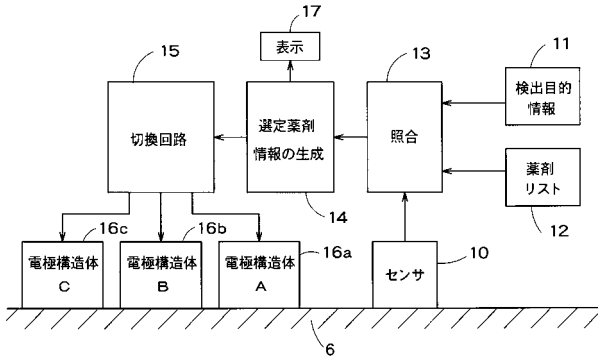 17
表示
15
13
11
切換回路
選定薬剤
情報の生成
照合
検出目的
情報
薬剤
リスト
14
12
16c
16b
16a
10
電極構造体
C
電極構造体
B
電極構造体
A
センサ
6